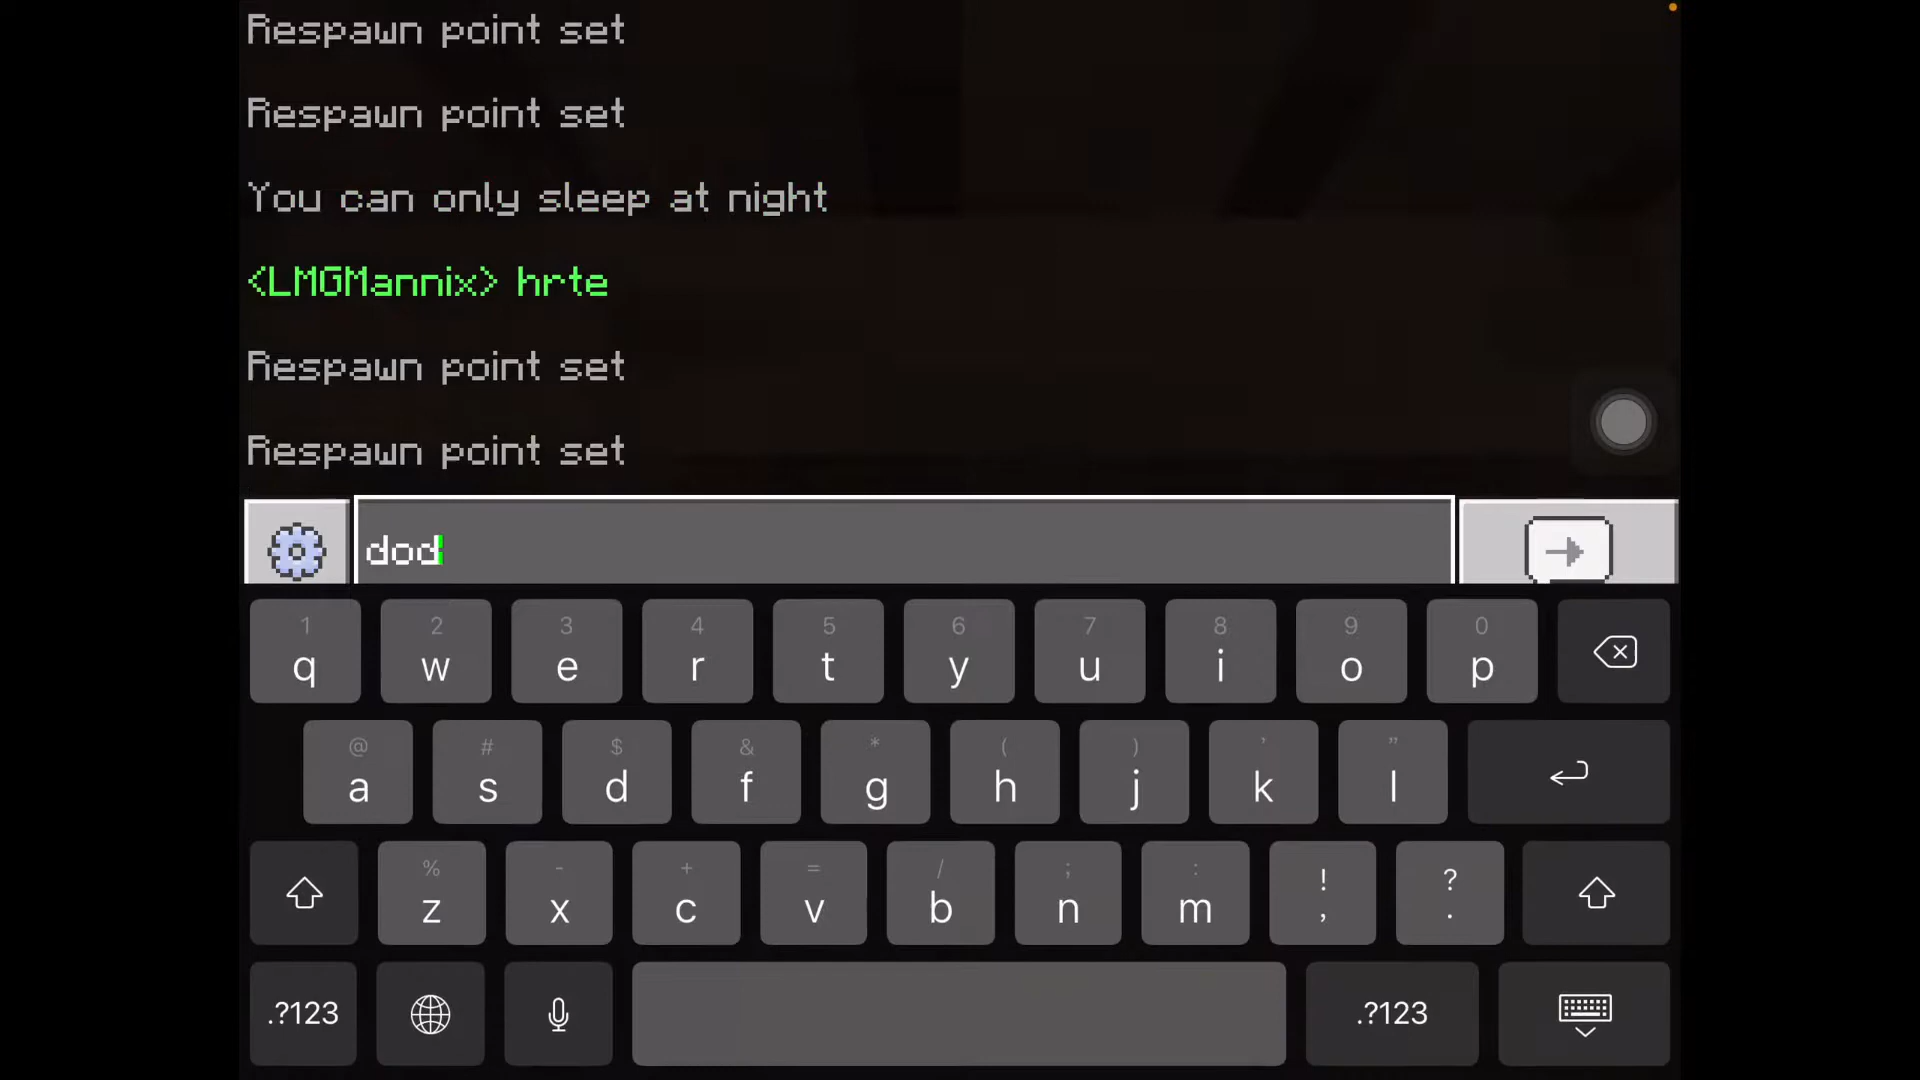 Respawn point set
Respawn point set
You can only sleep at night
<LMGMannix> hrte
Respawn point set
Respawn point set
dod
1 2 3 4 5 6 7 8 9 0
q w e r t y u i o p
@ # $ & * ( ) ' "
a s d f g h j k l
% - + = / ; : ! ?
z x c v b n m , .
.?123 .?123